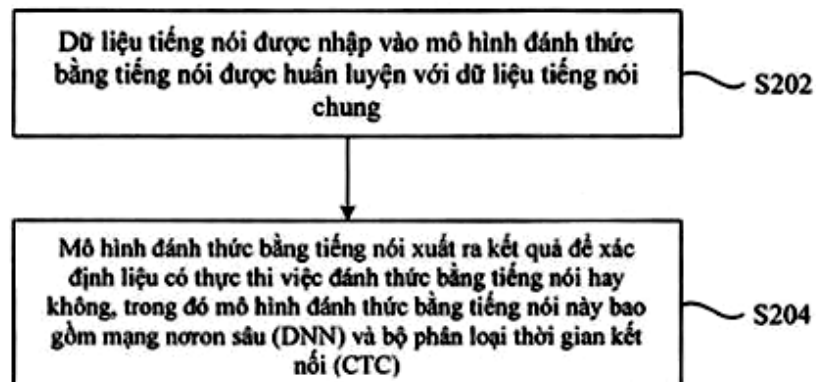 Dữ liệu tiếng nói được nhập vào mô hình đánh thức
bằng tiếng nói được huấn luyện với dữ liệu tiếng nói
chung
S202
Mô hình đánh thức bằng tiếng nói xuất ra kết quả để xác
định liệu có thực thi việc đánh thức bằng tiếng nói hay
không, trong đó mô hình đánh thức bằng tiếng nói này bao
gồm mạng nơron sâu (DNN) và bộ phân loại thời gian kết
nối (CTC)
S204